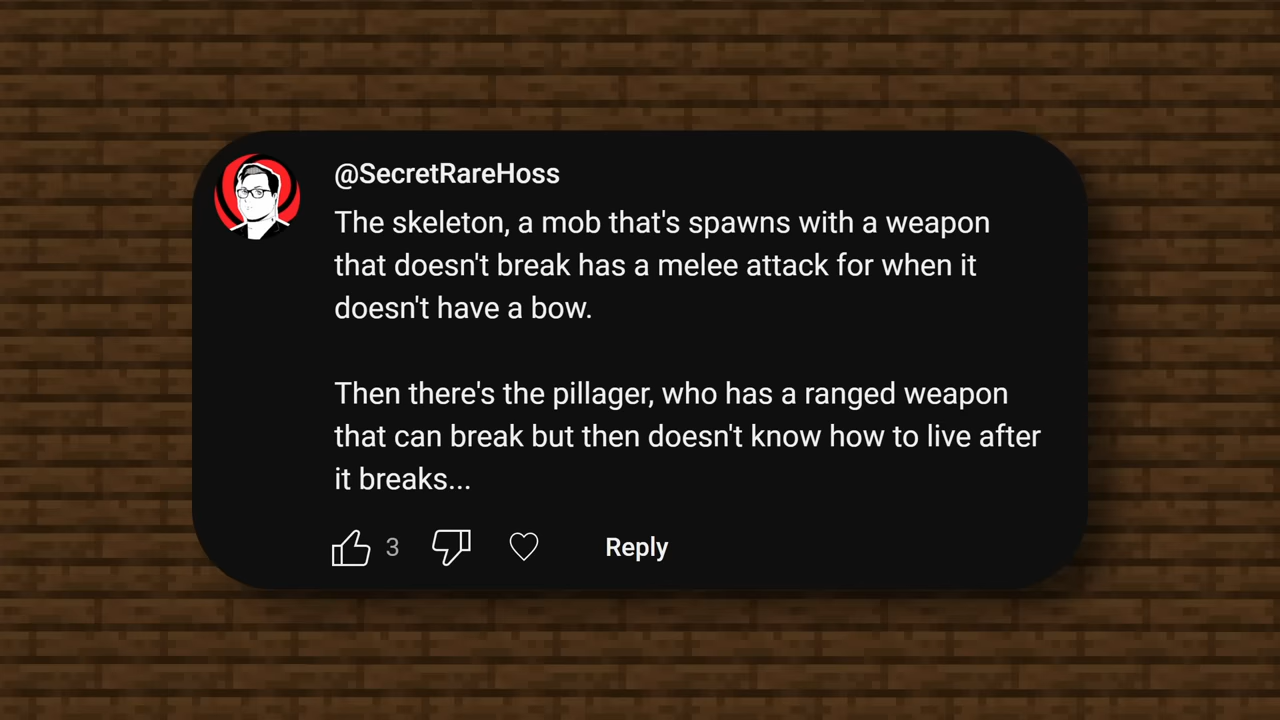 @SecretRareHoss
The skeleton, a mob that's spawns with a weapon
that doesn't break has a melee attack for when it
doesn't have a bow.
Then there's the pillager, who has a ranged weapon
that can break but then doesn't know how to live after
it breaks...
3 Reply